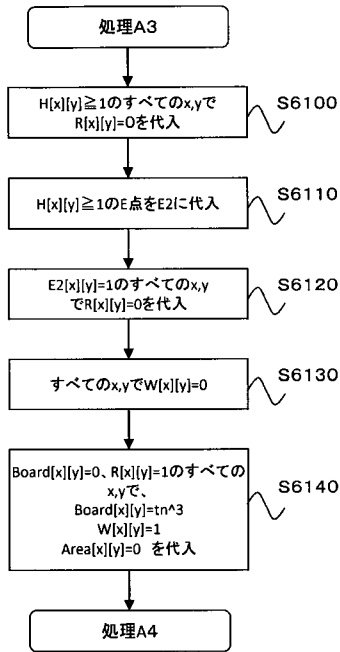 処理A3
H[x][y]≧1のすべてのx,yで
R[x][y]=0を代入
S6100
H[x][y]≧1のE点をE2に代入
S6110
E2[x][y]=1のすべてのx,y
でR[x][y]=0を代入
S6120
すべてのx,yでW[x][y]=0
S6130
Board[x][y]=0、R[x][y]=1のすべての
x,yで、
Board[x][y]=tn^3
W[x][y]=1
Area[x][y]=0 を代入
S6140
処理A4